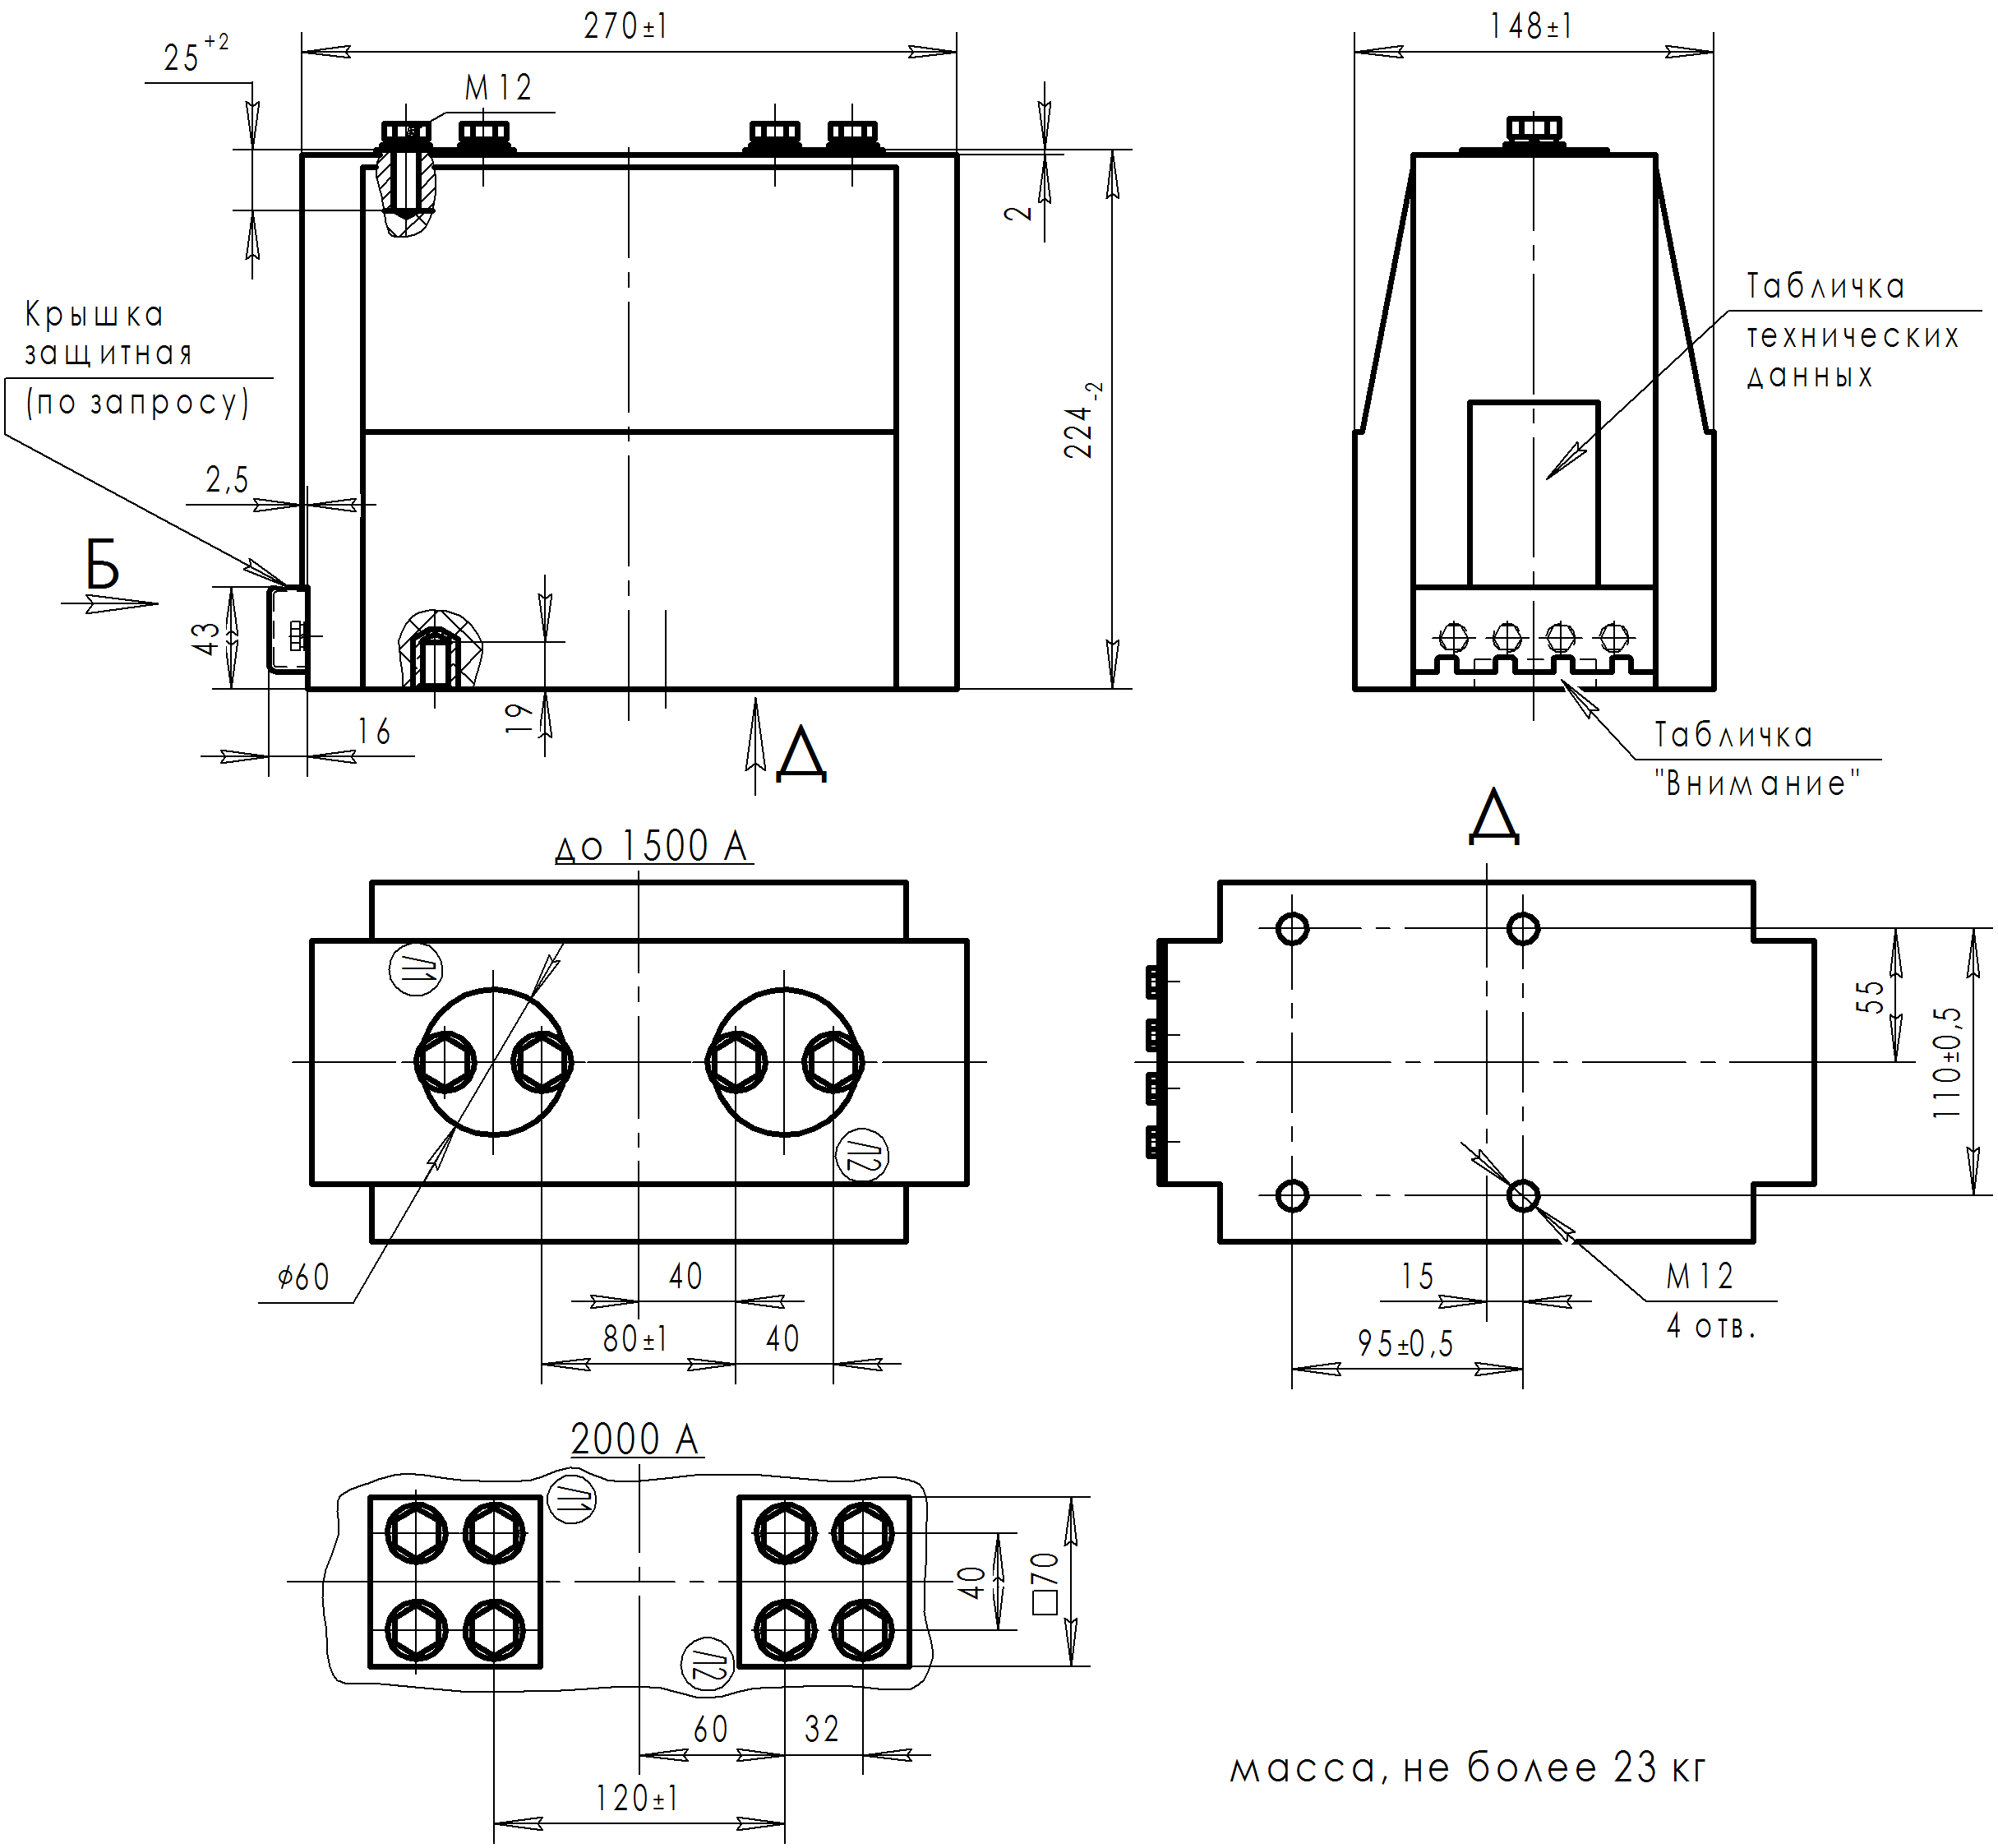 270±1
148±1
25+2
М12
2
Крышка
защитная
(по запросу)
Табличка
технических
данных
224-2
2,5
Б
43
19
16
Д
Табличка
"Внимание"
до 1500 А
Д
Л1
Л2
55
110±0,5
ø60
40
80±1
40
15
М12
4 отв.
95±0,5
2000 А
Л1
40
□70
Л2
60
32
120±1
масса, не более 23 кг